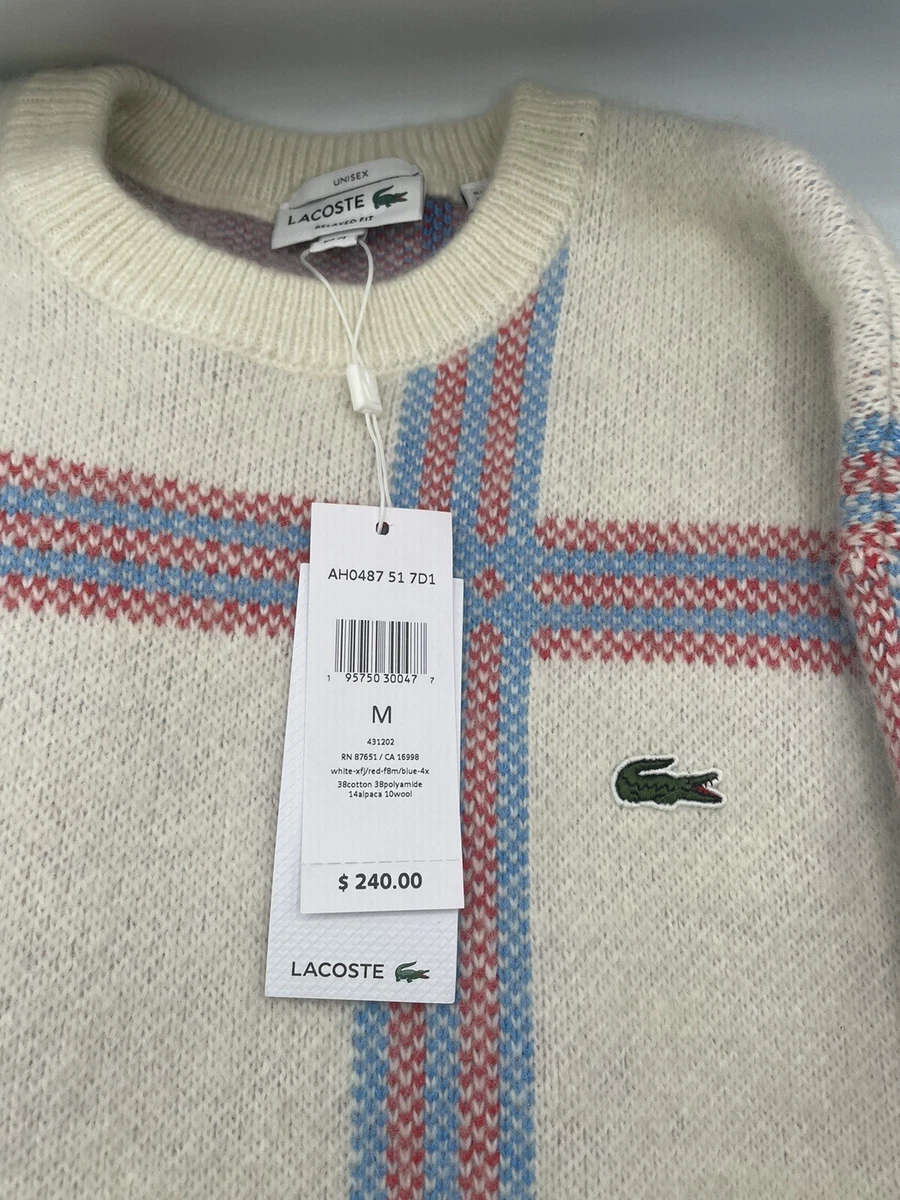 UNISEX
LACOSTE
RELAXED FIT
AH0487 51 7D1
1 95750 30047 7
M
431202
RN 87651 / CA 16998
white-xfj/red-f8m/blue-4x
38cotton 38polyamide
14alpaca 10wool
$ 240.00
LACOSTE